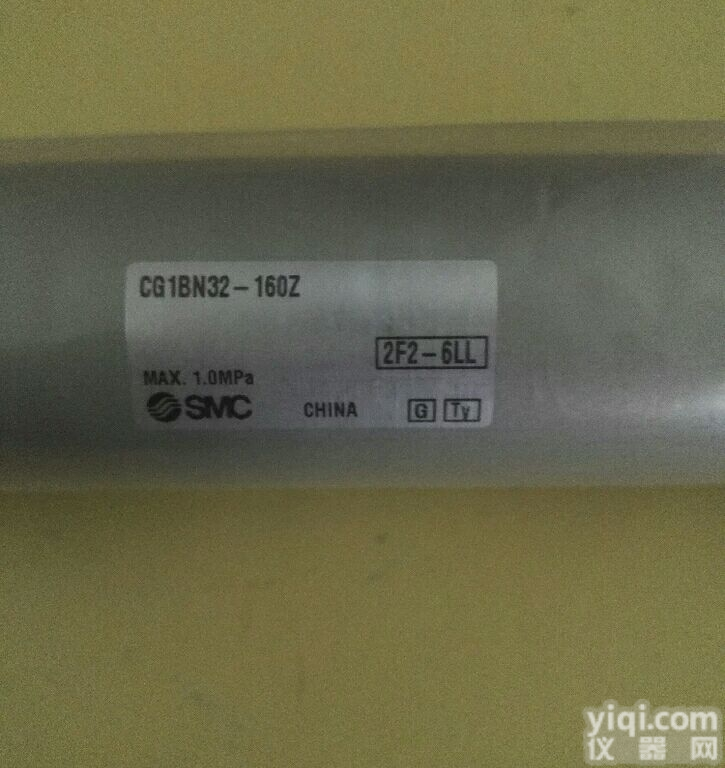 CG1BN32-160Z
2F2-6LL
MAX. 1.0MPa
SMC CHINA G Ty
yiqi.com
仪器网